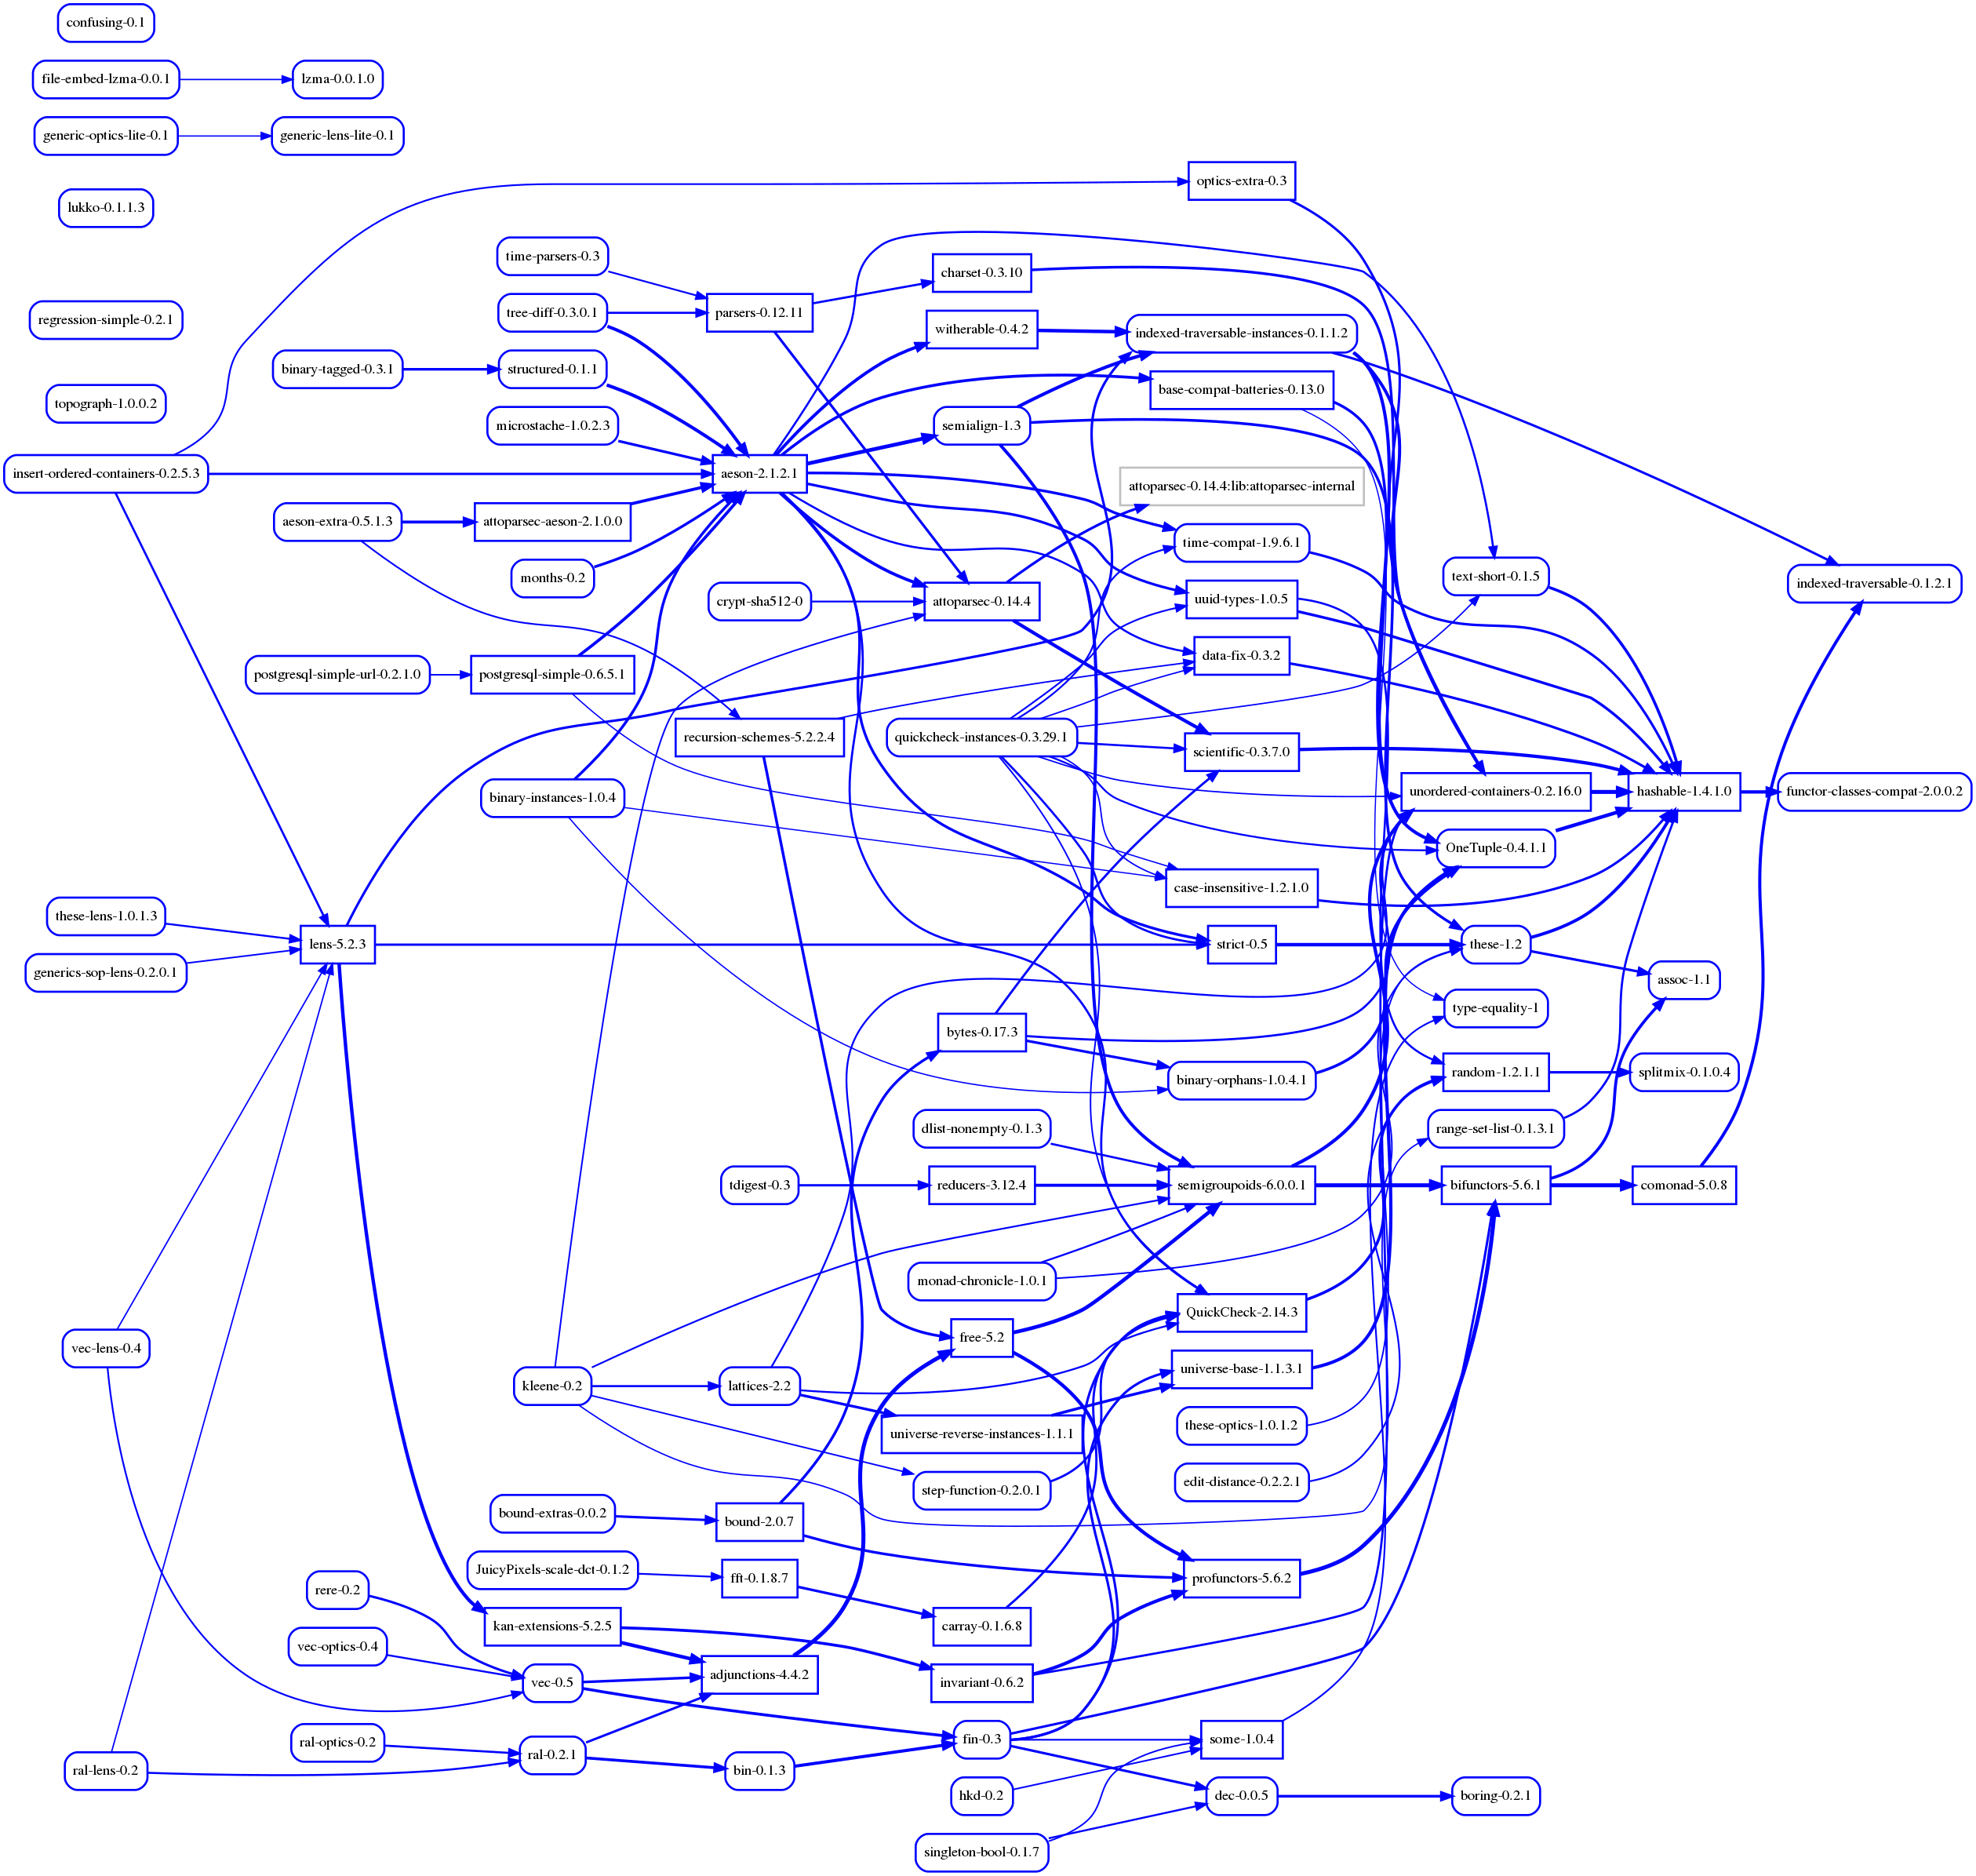 confusing-0.1
file-embed-lzma-0.0.1
lzma-0.0.1.0
generic-optics-lite-0.1
generic-lens-lite-0.1
optics-extra-0.3
lukko-0.1.1.3
time-parsers-0.3
charset-0.3.10
tree-diff-0.3.0.1
parsers-0.12.11
regression-simple-0.2.1
witherable-0.4.2
indexed-traversable-instances-0.1.1.2
binary-tagged-0.3.1
structured-0.1.1
base-compat-batteries-0.13.0
topograph-1.0.0.2
microstache-1.0.2.3
semialign-1.3
insert-ordered-containers-0.2.5.3
aeson-2.1.2.1
attoparsec-0.14.4:lib:attoparsec-internal
aeson-extra-0.5.1.3
attoparsec-aeson-2.1.0.0
time-compat-1.9.6.1
months-0.2
text-short-0.1.5
indexed-traversable-0.1.2.1
crypt-sha512-0
attoparsec-0.14.4
uuid-types-1.0.5
data-fix-0.3.2
postgresql-simple-url-0.2.1.0
postgresql-simple-0.6.5.1
recursion-schemes-5.2.2.4
quickcheck-instances-0.3.29.1
scientific-0.3.7.0
binary-instances-1.0.4
unordered-containers-0.2.16.0
hashable-1.4.1.0
functor-classes-compat-2.0.0.2
OneTuple-0.4.1.1
case-insensitive-1.2.1.0
these-lens-1.0.1.3
lens-5.2.3
strict-0.5
these-1.2
generics-sop-lens-0.2.0.1
assoc-1.1
type-equality-1
bytes-0.17.3
binary-orphans-1.0.4.1
random-1.2.1.1
splitmix-0.1.0.4
dlist-nonempty-0.1.3
range-set-list-0.1.3.1
tdigest-0.3
reducers-3.12.4
semigroupoids-6.0.0.1
bifunctors-5.6.1
comonad-5.0.8
monad-chronicle-1.0.1
QuickCheck-2.14.3
vec-lens-0.4
free-5.2
universe-base-1.1.3.1
kleene-0.2
lattices-2.2
these-optics-1.0.1.2
universe-reverse-instances-1.1.1
edit-distance-0.2.2.1
step-function-0.2.0.1
bound-extras-0.0.2
bound-2.0.7
JuicyPixels-scale-dct-0.1.2
fft-0.1.8.7
profunctors-5.6.2
rere-0.2
kan-extensions-5.2.5
carray-0.1.6.8
vec-optics-0.4
adjunctions-4.4.2
vec-0.5
invariant-0.6.2
ral-optics-0.2
fin-0.3
some-1.0.4
ral-lens-0.2
ral-0.2.1
bin-0.1.3
hkd-0.2
dec-0.0.5
boring-0.2.1
singleton-bool-0.1.7